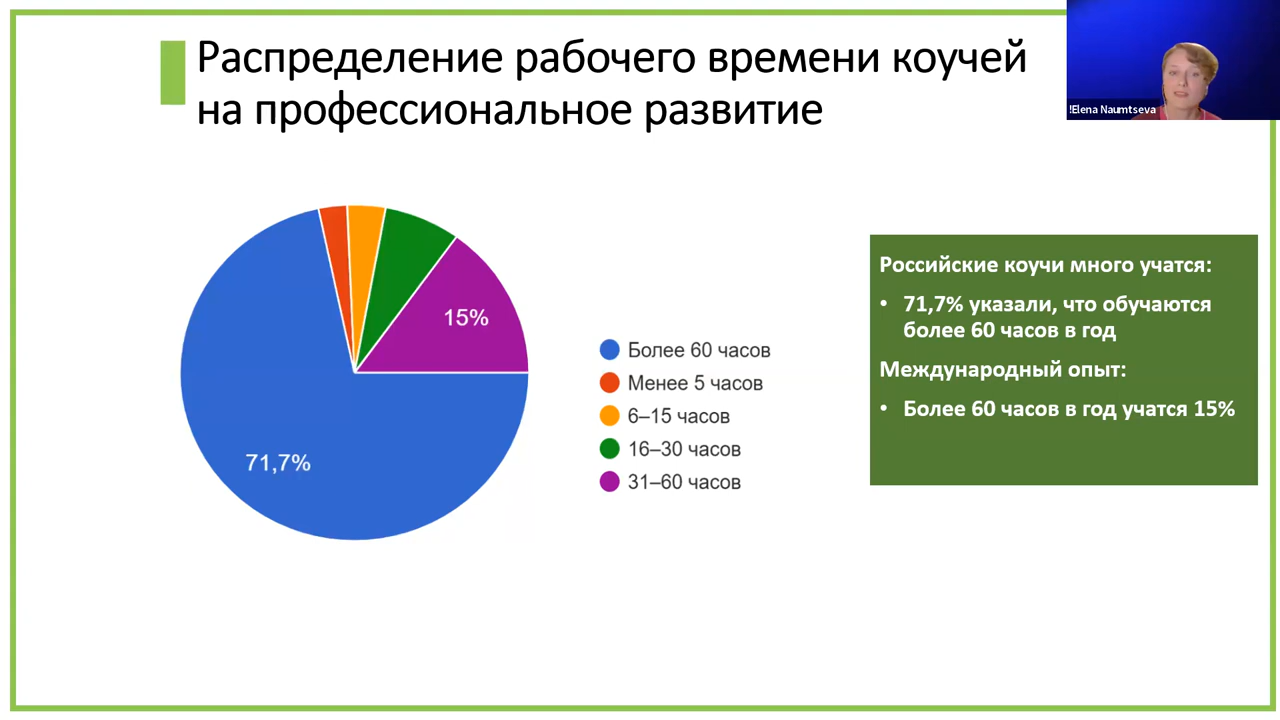 Распределение рабочего времени коучей
на профессиональное развитие
!Elena Naumtseva
15%
71,7%
Более 60 часов
Менее 5 часов
6–15 часов
16–30 часов
31–60 часов
Российские коучи много учатся:
• 71,7% указали, что обучаются
более 60 часов в год
Международный опыт:
• Более 60 часов в год учатся 15%